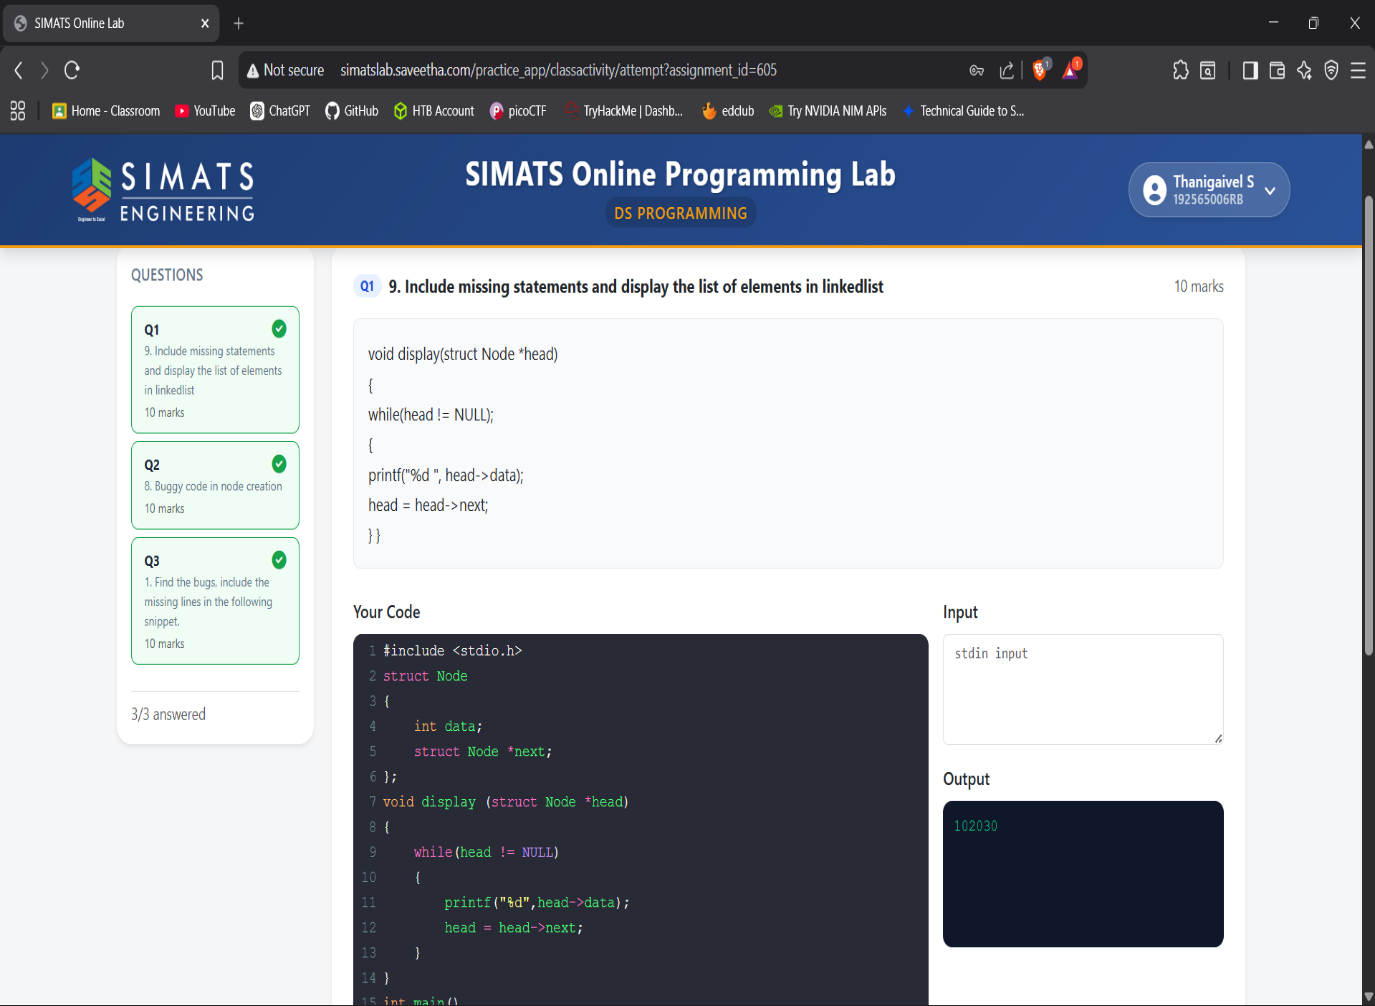 SIMATS Online Lab
Not secure simatslab.saveetha.com/practice_app/classactivity/attempt?assignment_id=605
1
1
Home - Classroom YouTube ChatGPT GitHub HTB Account picoCTF TryHackMe | Dashb... edclub Try NVIDIA NIM APIs Technical Guide to S...
SIMATS
ENGINEERING
Engineer to Excel
SIMATS Online Programming Lab
DS PROGRAMMING
Thanigaivel S
192565006RB
QUESTIONS
Q1
9. Include missing statements
and display the list of elements
in linkedlist
10 marks
Q2
8. Buggy code in node creation
10 marks
Q3
1. Find the bugs, include the
missing lines in the following
snippet.
10 marks
3/3 answered
Q1 9. Include missing statements and display the list of elements in linkedlist 10 marks
void display(struct Node *head)
{
while(head != NULL);
{
printf("%d ", head->data);
head = head->next;
} }
Your Code
1 #include <stdio.h>
2 struct Node
3 {
4     int data;
5     struct Node *next;
6 };
7 void display (struct Node *head)
8 {
9     while(head != NULL)
10     {
11         printf("%d",head->data);
12         head = head->next;
13     }
14 }
15 int main()
Input
stdin input
Output
102030